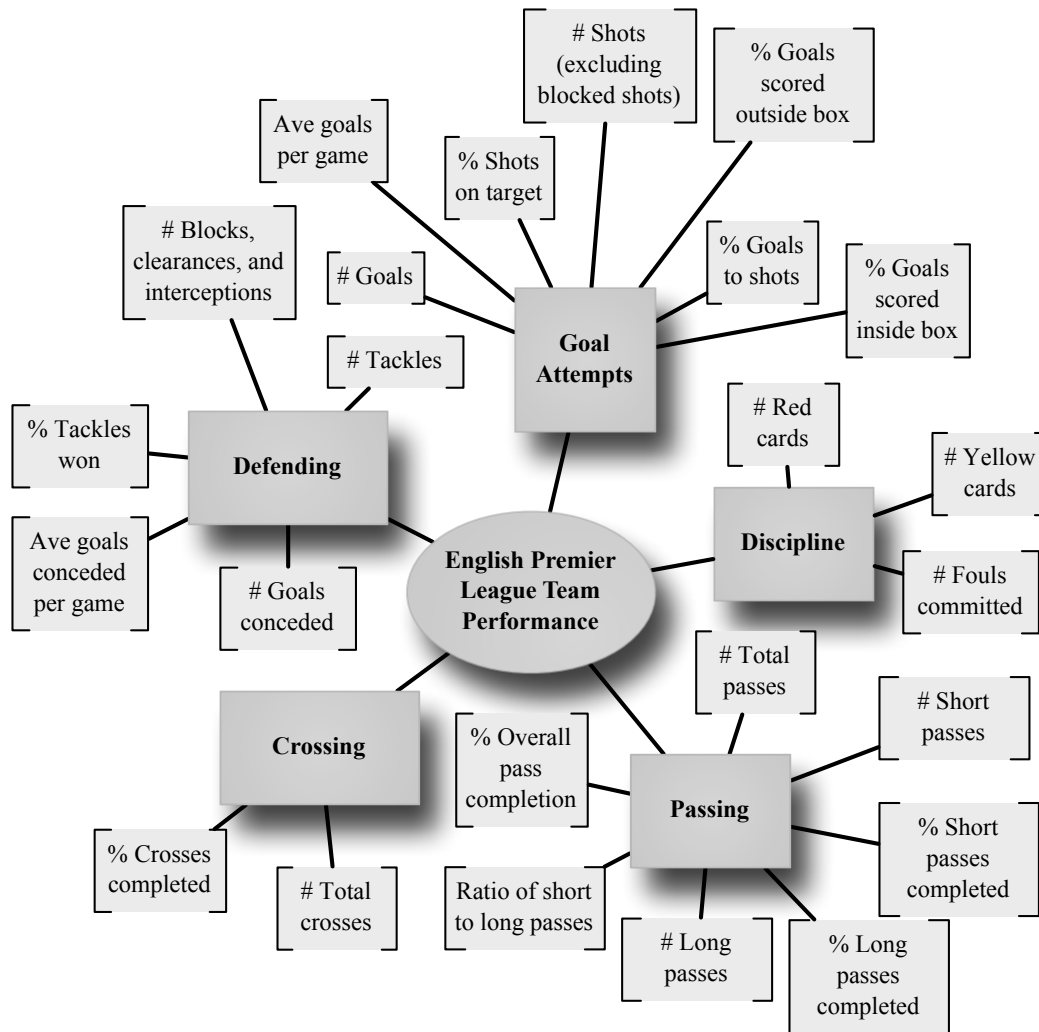 # Shots
(excluding
blocked shots)
% Goals
scored
outside box
Ave goals
per game
% Shots
on target
# Blocks,
clearances, and
interceptions
# Goals
% Goals
to shots
% Goals
scored
inside box
Goal
Attempts
# Tackles
% Tackles
won
Defending
# Red
cards
# Yellow
cards
Ave goals
conceded
per game
# Goals
conceded
English Premier
League Team
Performance
Discipline
# Fouls
committed
# Total
passes
# Short
passes
Crossing
% Overall
pass
completion
Passing
% Short
passes
completed
% Crosses
completed
# Total
crosses
Ratio of short
to long passes
# Long
passes
% Long
passes
completed